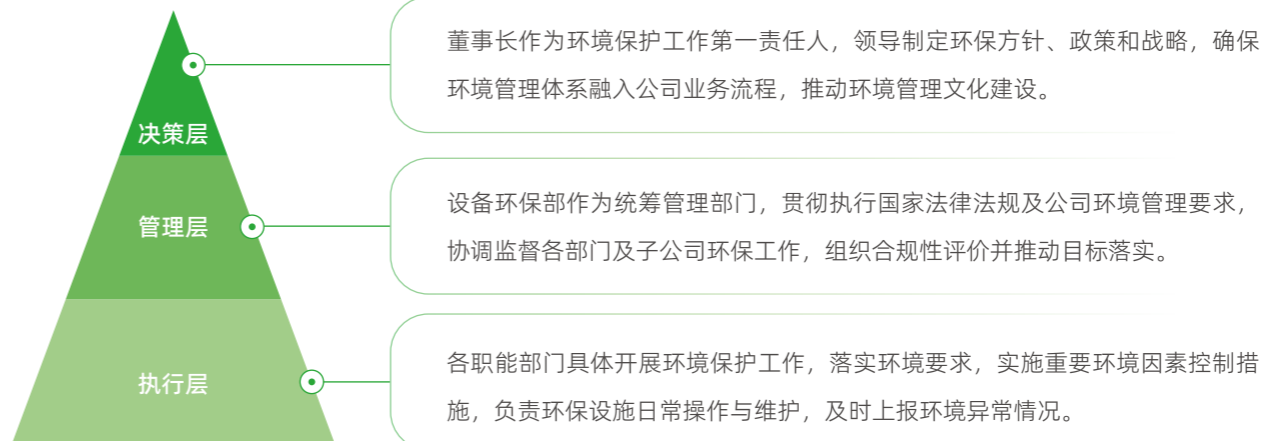 董事长作为环境保护工作第一责任人，领导制定环保方针、政策和战略，确保
环境管理体系融入公司业务流程，推动环境管理文化建设。
决策层
设备环保部作为统筹管理部门，贯彻执行国家法律法规及公司环境管理要求，
协调监督各部门及子公司环保工作，组织合规性评价并推动目标落实。
管理层
各职能部门具体开展环境保护工作，落实环境要求，实施重要环境因素控制措
施，负责环保设施日常操作与维护，及时上报环境异常情况。
执行层